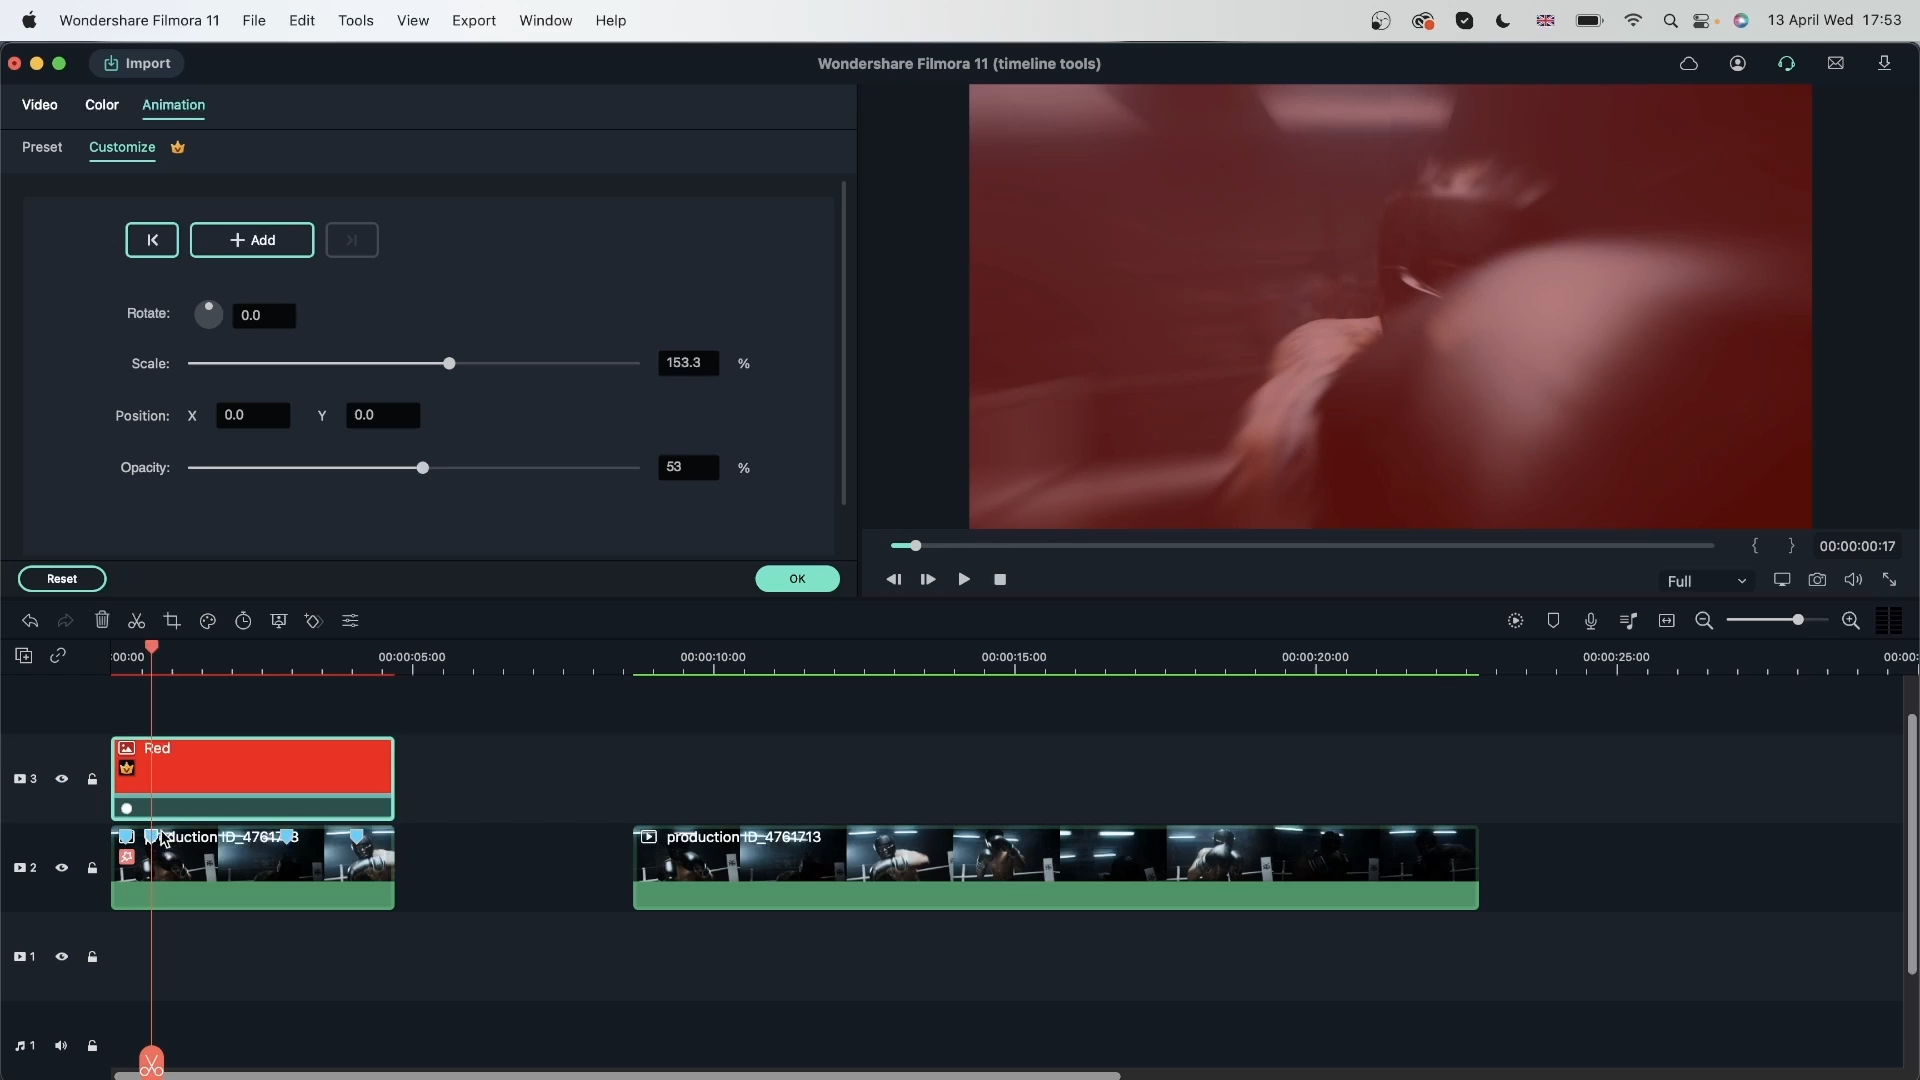 Wondershare Filmora 11 File Edit Tools View Export Window Help 13 April Wed 17:53
Import Wondershare Filmora 11 (timeline tools)
Video Color Animation
Preset Customize
Add
Rotate: 0.0
Scale: 153.3 %
Position: X 0.0 Y 0.0
Opacity: 53 %
{ } 00:00:00:17
Reset OK
Full
:00:00 00:00:05:00 00:00:10:00 00:00:15:00 00:00:20:00 00:00:25:00 00:00:
Red
3
duction ID_4761713 production ID_4761713
2
1
1